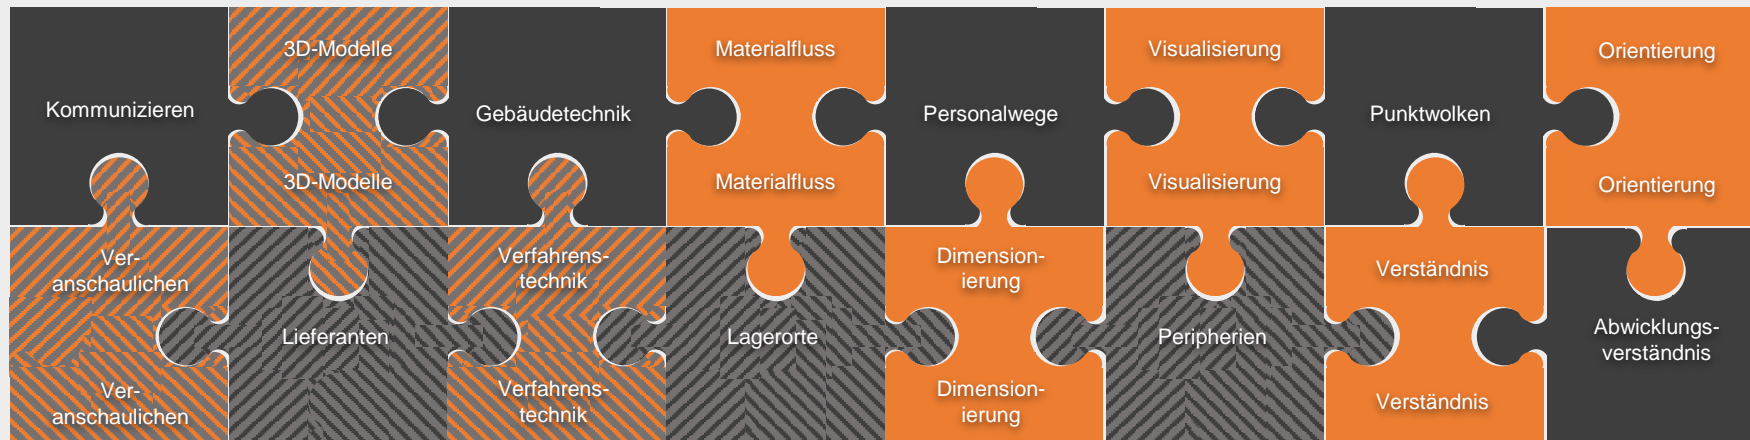 Kommunizieren
3D-Modelle
3D-Modelle
Gebäudetechnik
Materialfluss
Materialfluss
Personalwege
Visualisierung
Visualisierung
Punktwolken
Orientierung
Orientierung
Ver-
anschaulichen
Ver-
anschaulichen
Lieferanten
Verfahrens-
technik
Verfahrens-
technik
Lagerorte
Dimension-
ierung
Dimension-
ierung
Peripherien
Verständnis
Verständnis
Abwicklungs-
verständnis